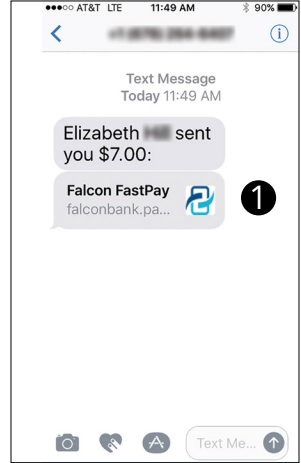 AT&T LTE 11:49 AM 90%
Text Message
Today 11:49 AM
Elizabeth sent
you $7.00:
Falcon FastPay
falconbank.pa...
1
Text Me...